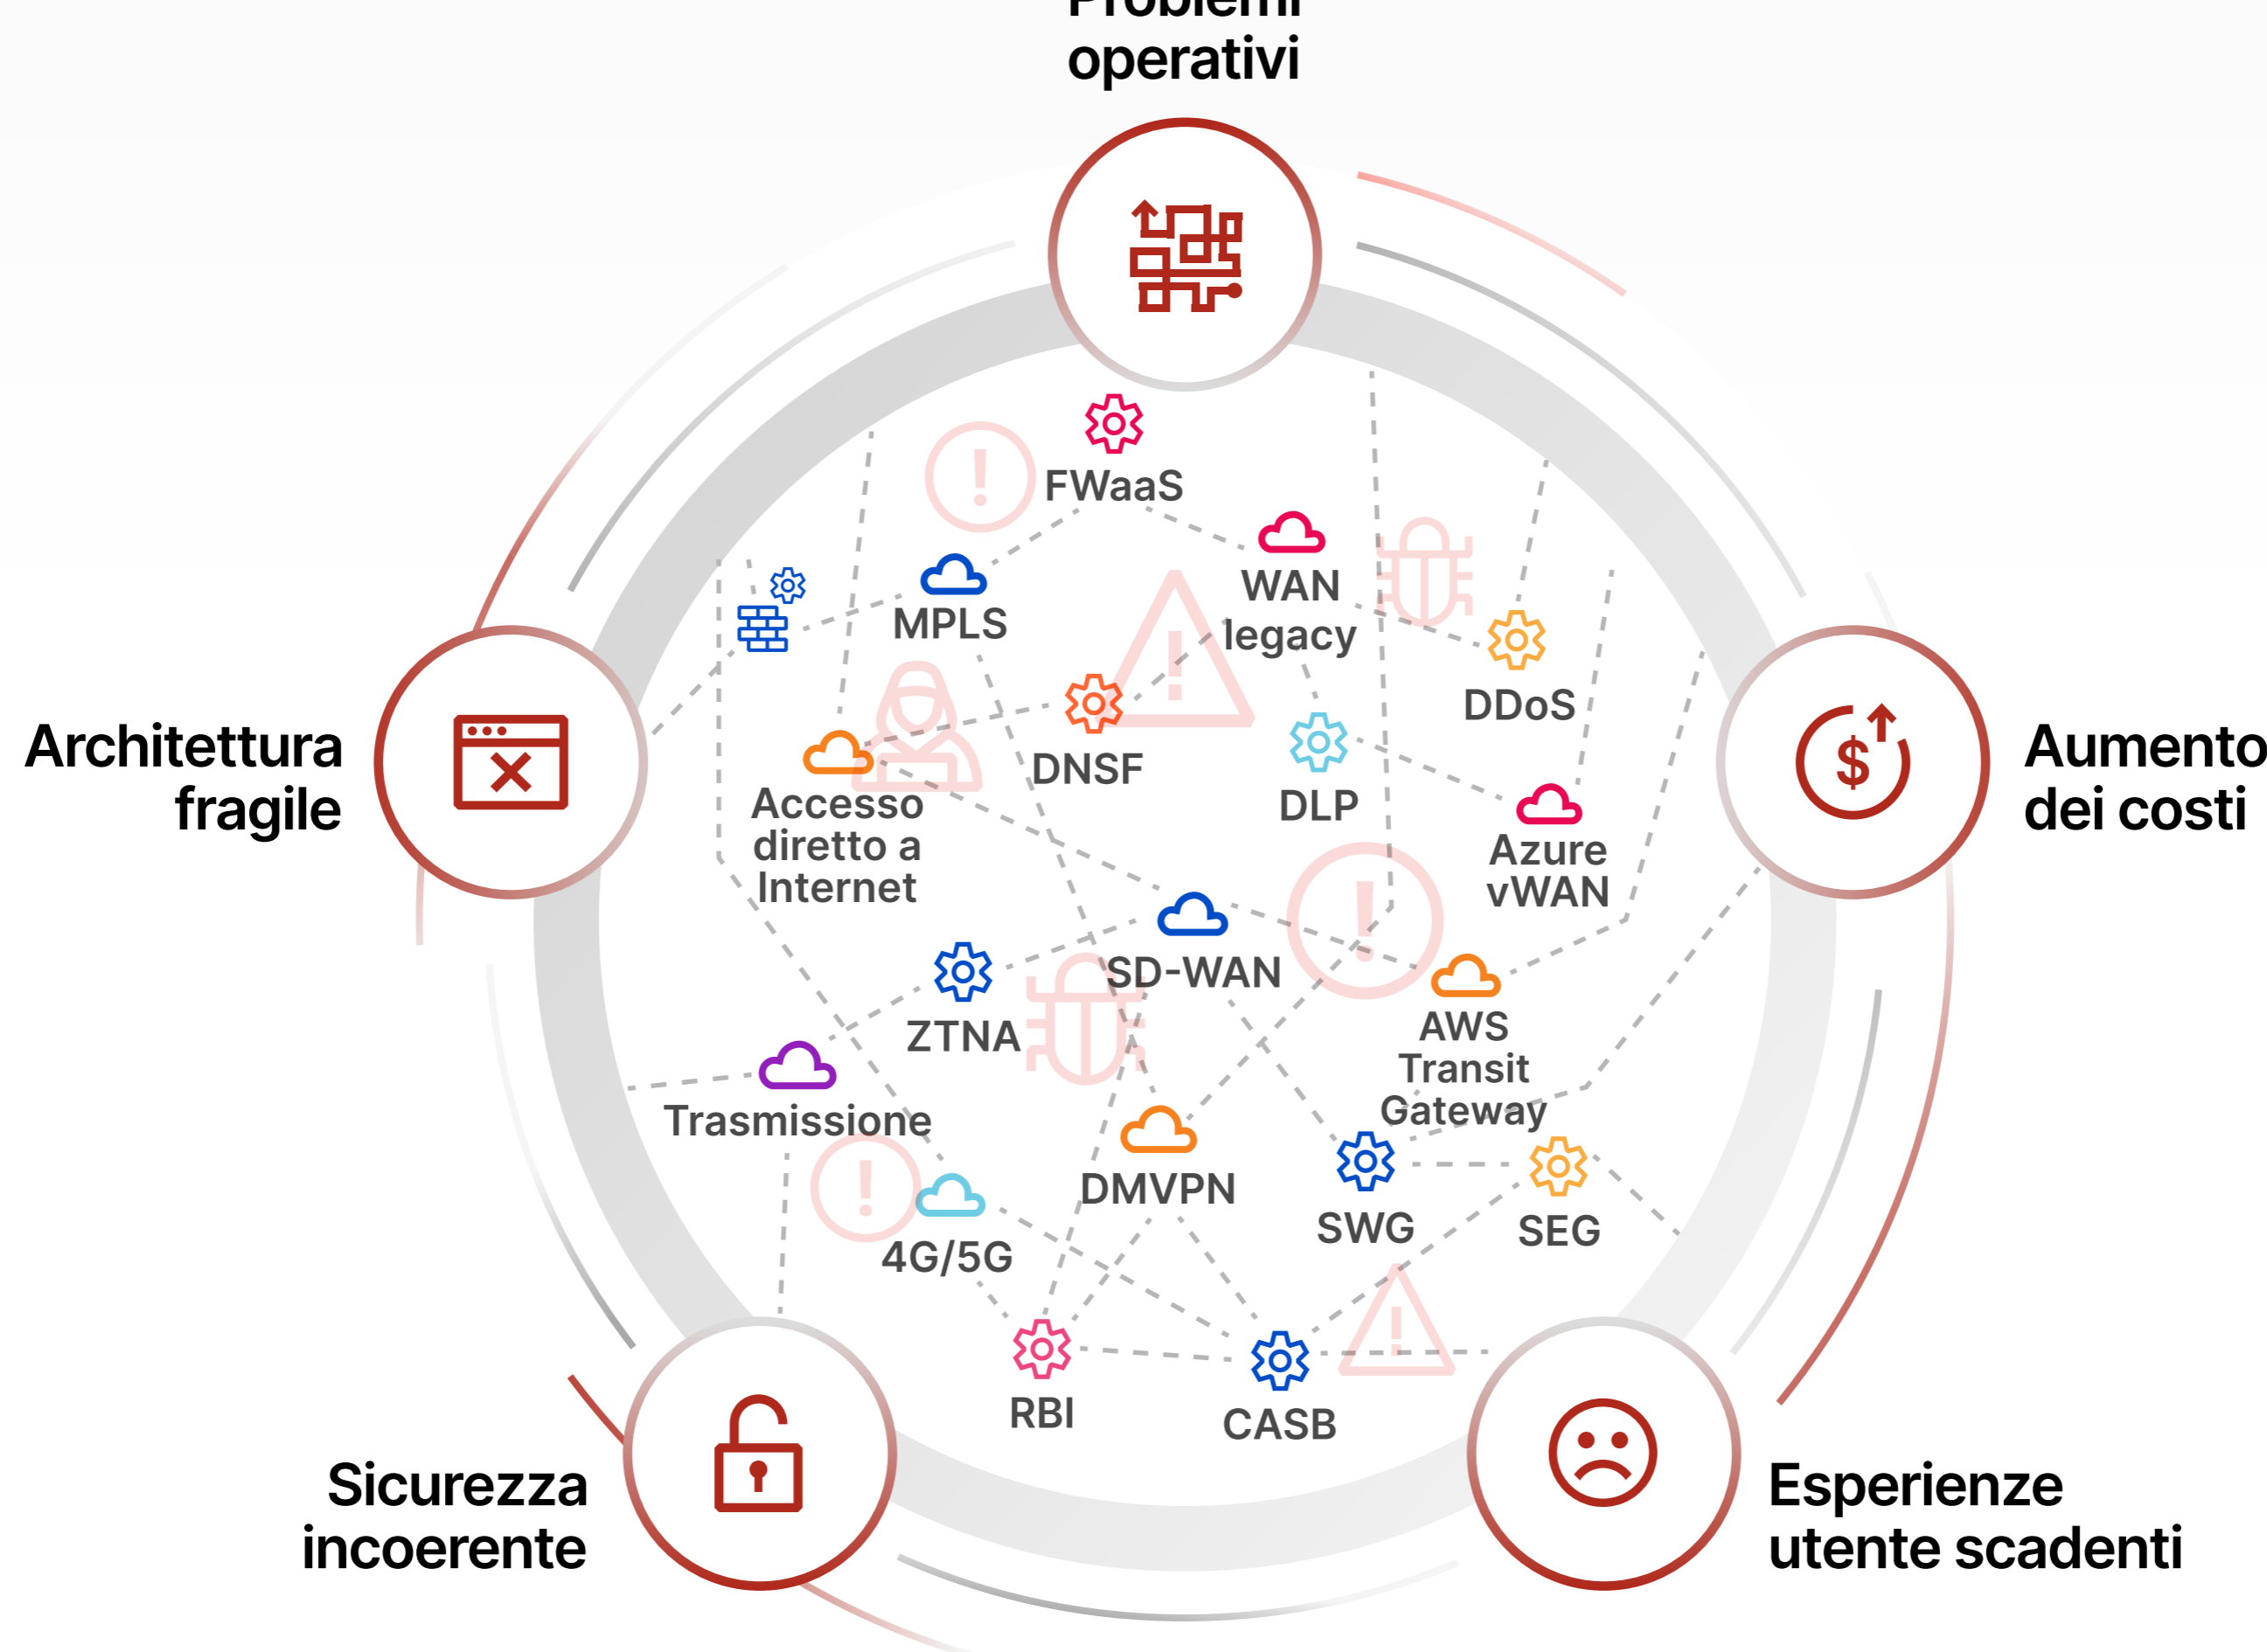 Problemi
operativi
FWaaS
WAN
legacy
MPLS
DDoS
DNSF
DLP
Accesso
diretto a
Internet
Azure
vWAN
Architettura
fragile
Aumento
dei costi
SD-WAN
ZTNA
AWS
Transit
Gateway
Trasmissione
DMVPN
SWG
SEG
4G/5G
RBI
CASB
Sicurezza
incoerente
Esperienze
utente scadenti